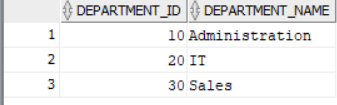 DEPARTMENT_ID DEPARTMENT_NAME
1 10 Administration
2 20 IT
3 30 Sales